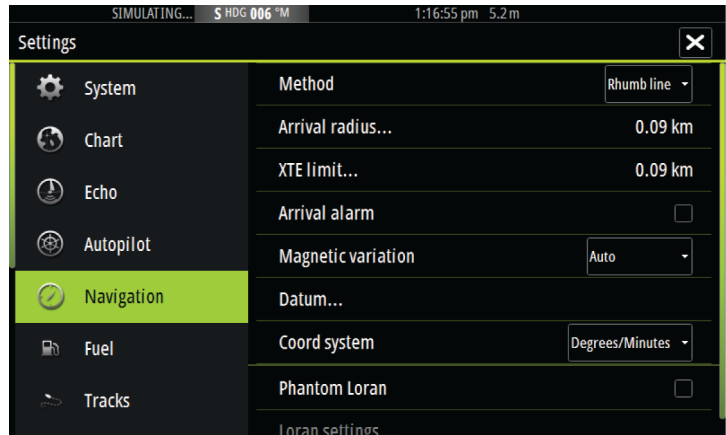 SIMULATING... S HDG 006 °M 1:16:55 pm 5.2 m
Settings
System
Chart
Echo
Autopilot
Navigation
Fuel
Tracks
Method Rhumb line
Arrival radius... 0.09 km
XTE limit... 0.09 km
Arrival alarm
Magnetic variation Auto
Datum...
Coord system Degrees/Minutes
Phantom Loran
Loran settings